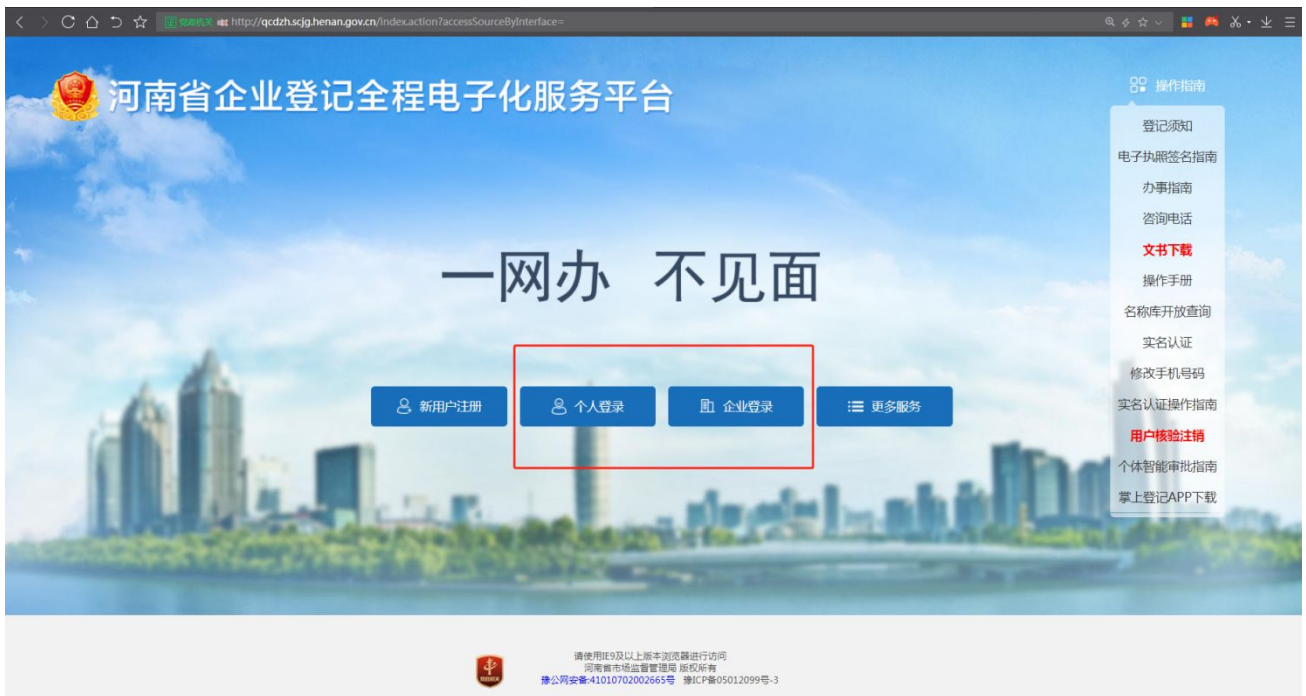 党政机关 http://qcdzh.scjg.henan.gov.cn/index.action?accessSourceByInterface=
河南省企业登记全程电子化服务平台
操作指南
登记须知
电子执照签名指南
办事指南
咨询电话
文书下载
操作手册
名称库开放查询
实名认证
修改手机号码
实名认证操作指南
用户核验注销
个体智能审批指南
掌上登记APP下载
一网办 不见面
新用户注册
个人登录
企业登录
更多服务
请使用IE9及以上版本浏览器进行访问
河南省市场监督管理局 版权所有
豫公网安备:41010702002665号 豫ICP备05012099号-3